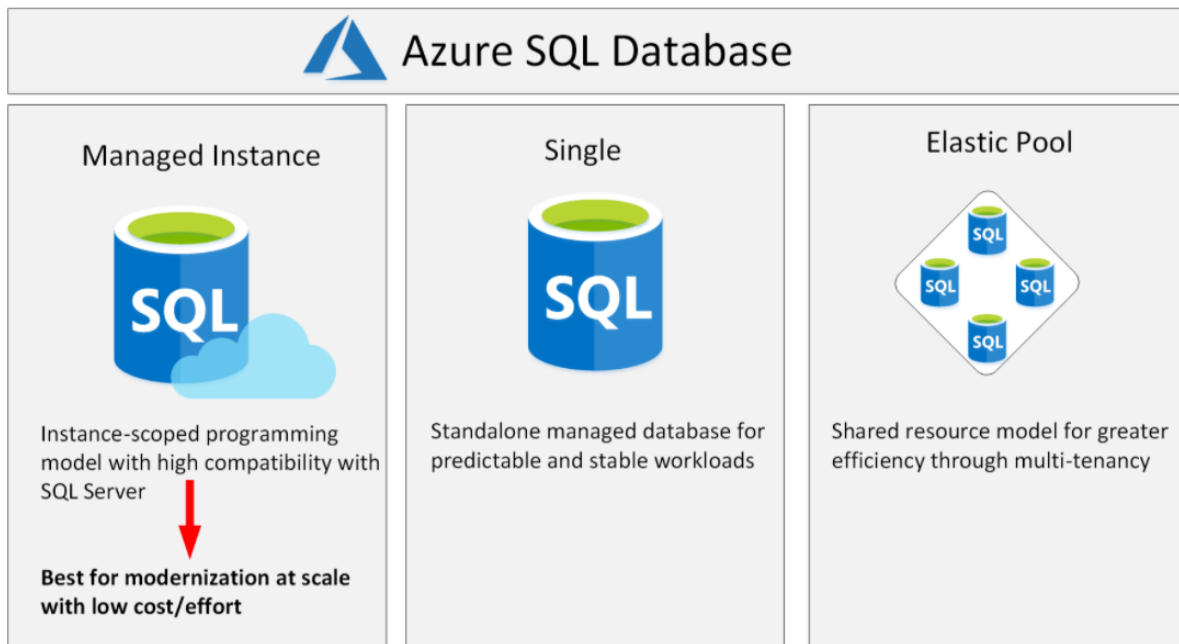 Azure SQL Database
Managed Instance
SQL
Instance-scoped programming
model with high compatibility with
SQL Server
Best for modernization at scale
with low cost/effort
Single
SQL
Standalone managed database for
predictable and stable workloads
Elastic Pool
SQL
SQL
SQL
SQL
Shared resource model for greater
efficiency through multi-tenancy